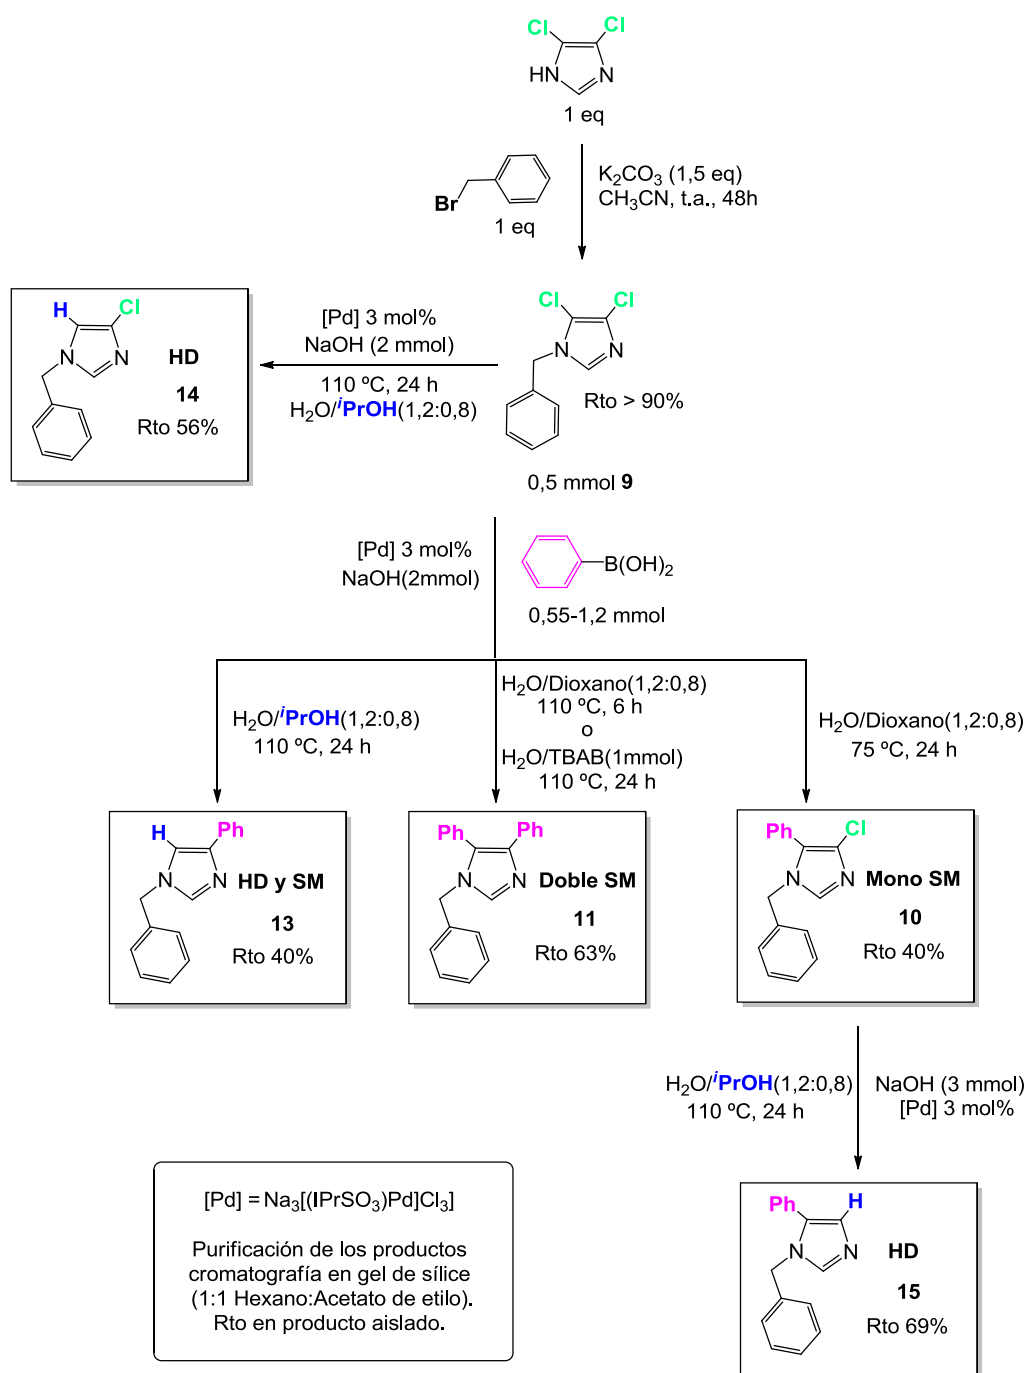 Cl Cl
HN N
1 eq
Br
1 eq
K2CO3 (1,5 eq)
CH3CN, t.a., 48h
H Cl
N N
HD
14
Rto 56%
[Pd] 3 mol%
NaOH (2 mmol)
110 ºC, 24 h
H2O/iPrOH(1,2:0,8)
Cl Cl
N N
Rto > 90%
0,5 mmol 9
[Pd] 3 mol%
NaOH(2mmol)
B(OH)2
0,55-1,2 mmol
H2O/iPrOH(1,2:0,8)
110 ºC, 24 h
H2O/Dioxano(1,2:0,8)
110 ºC, 6 h
o
H2O/TBAB(1mmol)
110 ºC, 24 h
H2O/Dioxano(1,2:0,8)
75 ºC, 24 h
H Ph
N N HD y SM
13
Rto 40%
Ph Ph
N N Doble SM
11
Rto 63%
Ph Cl
N N Mono SM
10
Rto 40%
H2O/iPrOH(1,2:0,8)
110 ºC, 24 h
NaOH (3 mmol)
[Pd] 3 mol%
[Pd] = Na3[(IPrSO3)Pd]Cl3]
Purificación de los productos
cromatografía en gel de sílice
(1:1 Hexano:Acetato de etilo).
Rto en producto aislado.
Ph H
N N HD
15
Rto 69%